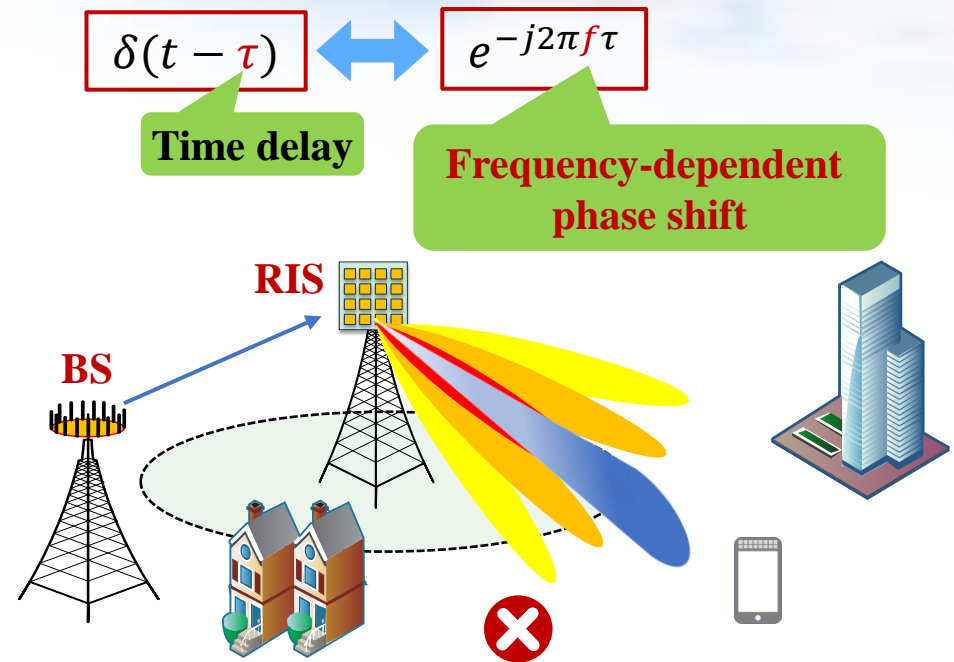 δ(t − τ)
e^{−j2πfτ}
Time delay
Frequency-dependent
phase shift
RIS
BS